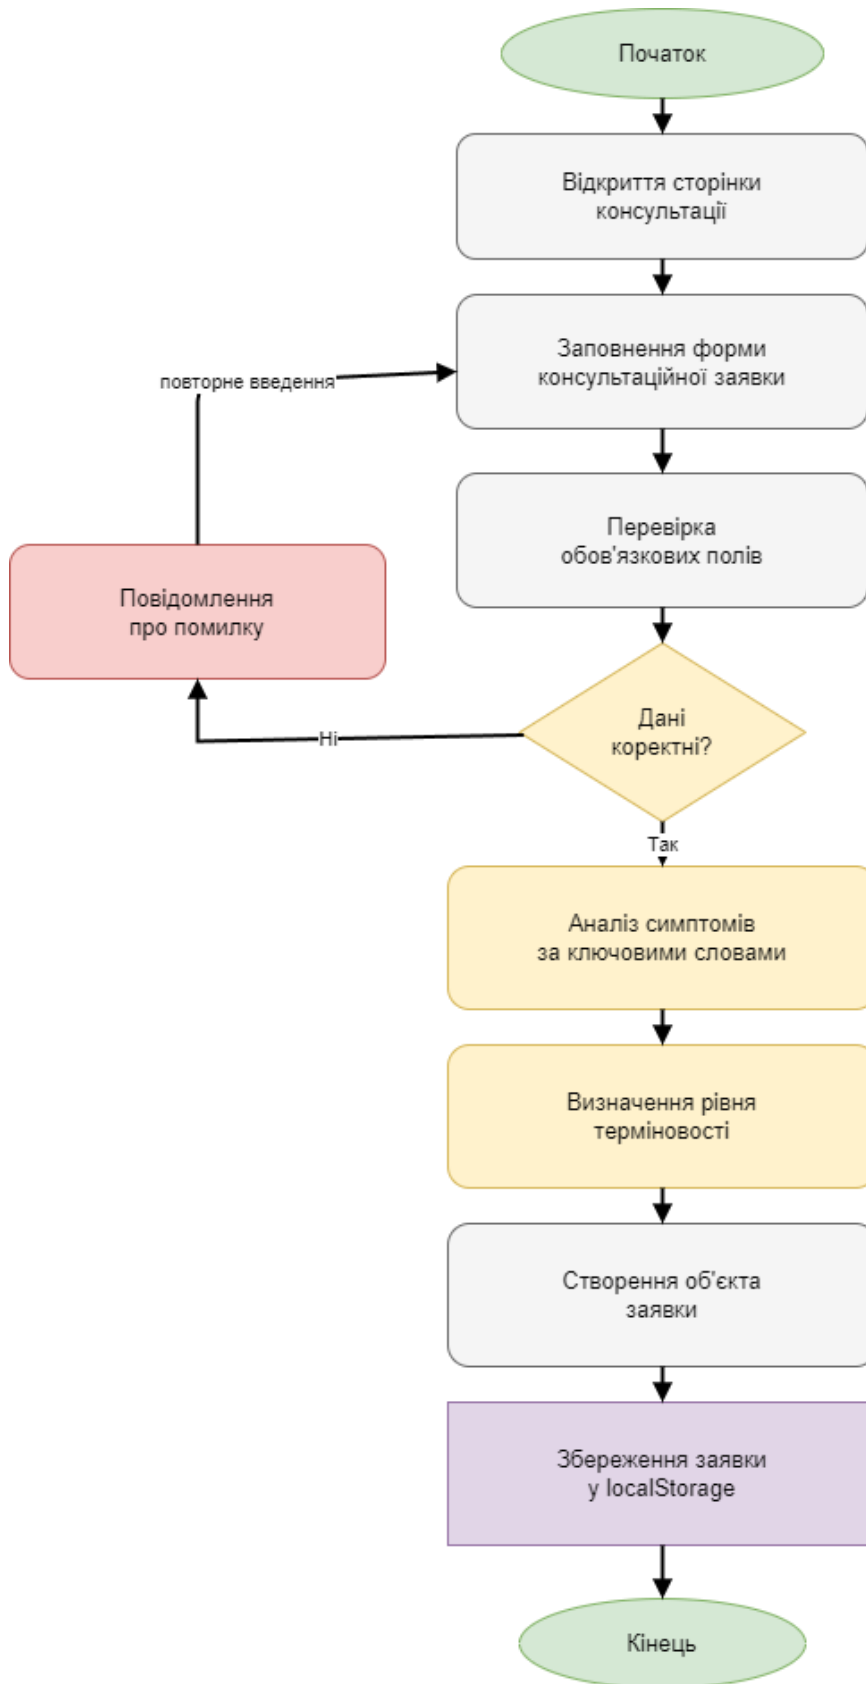 Початок
Відкриття сторінки
консультації
Заповнення форми
консультаційної заявки
повторне введення
Перевірка
обов'язкових полів
Повідомлення
про помилку
Дані
коректні?
Ні
Так
Аналіз симптомів
за ключовими словами
Визначення рівня
терміновості
Створення об'єкта
заявки
Збереження заявки
у localStorage
Кінець